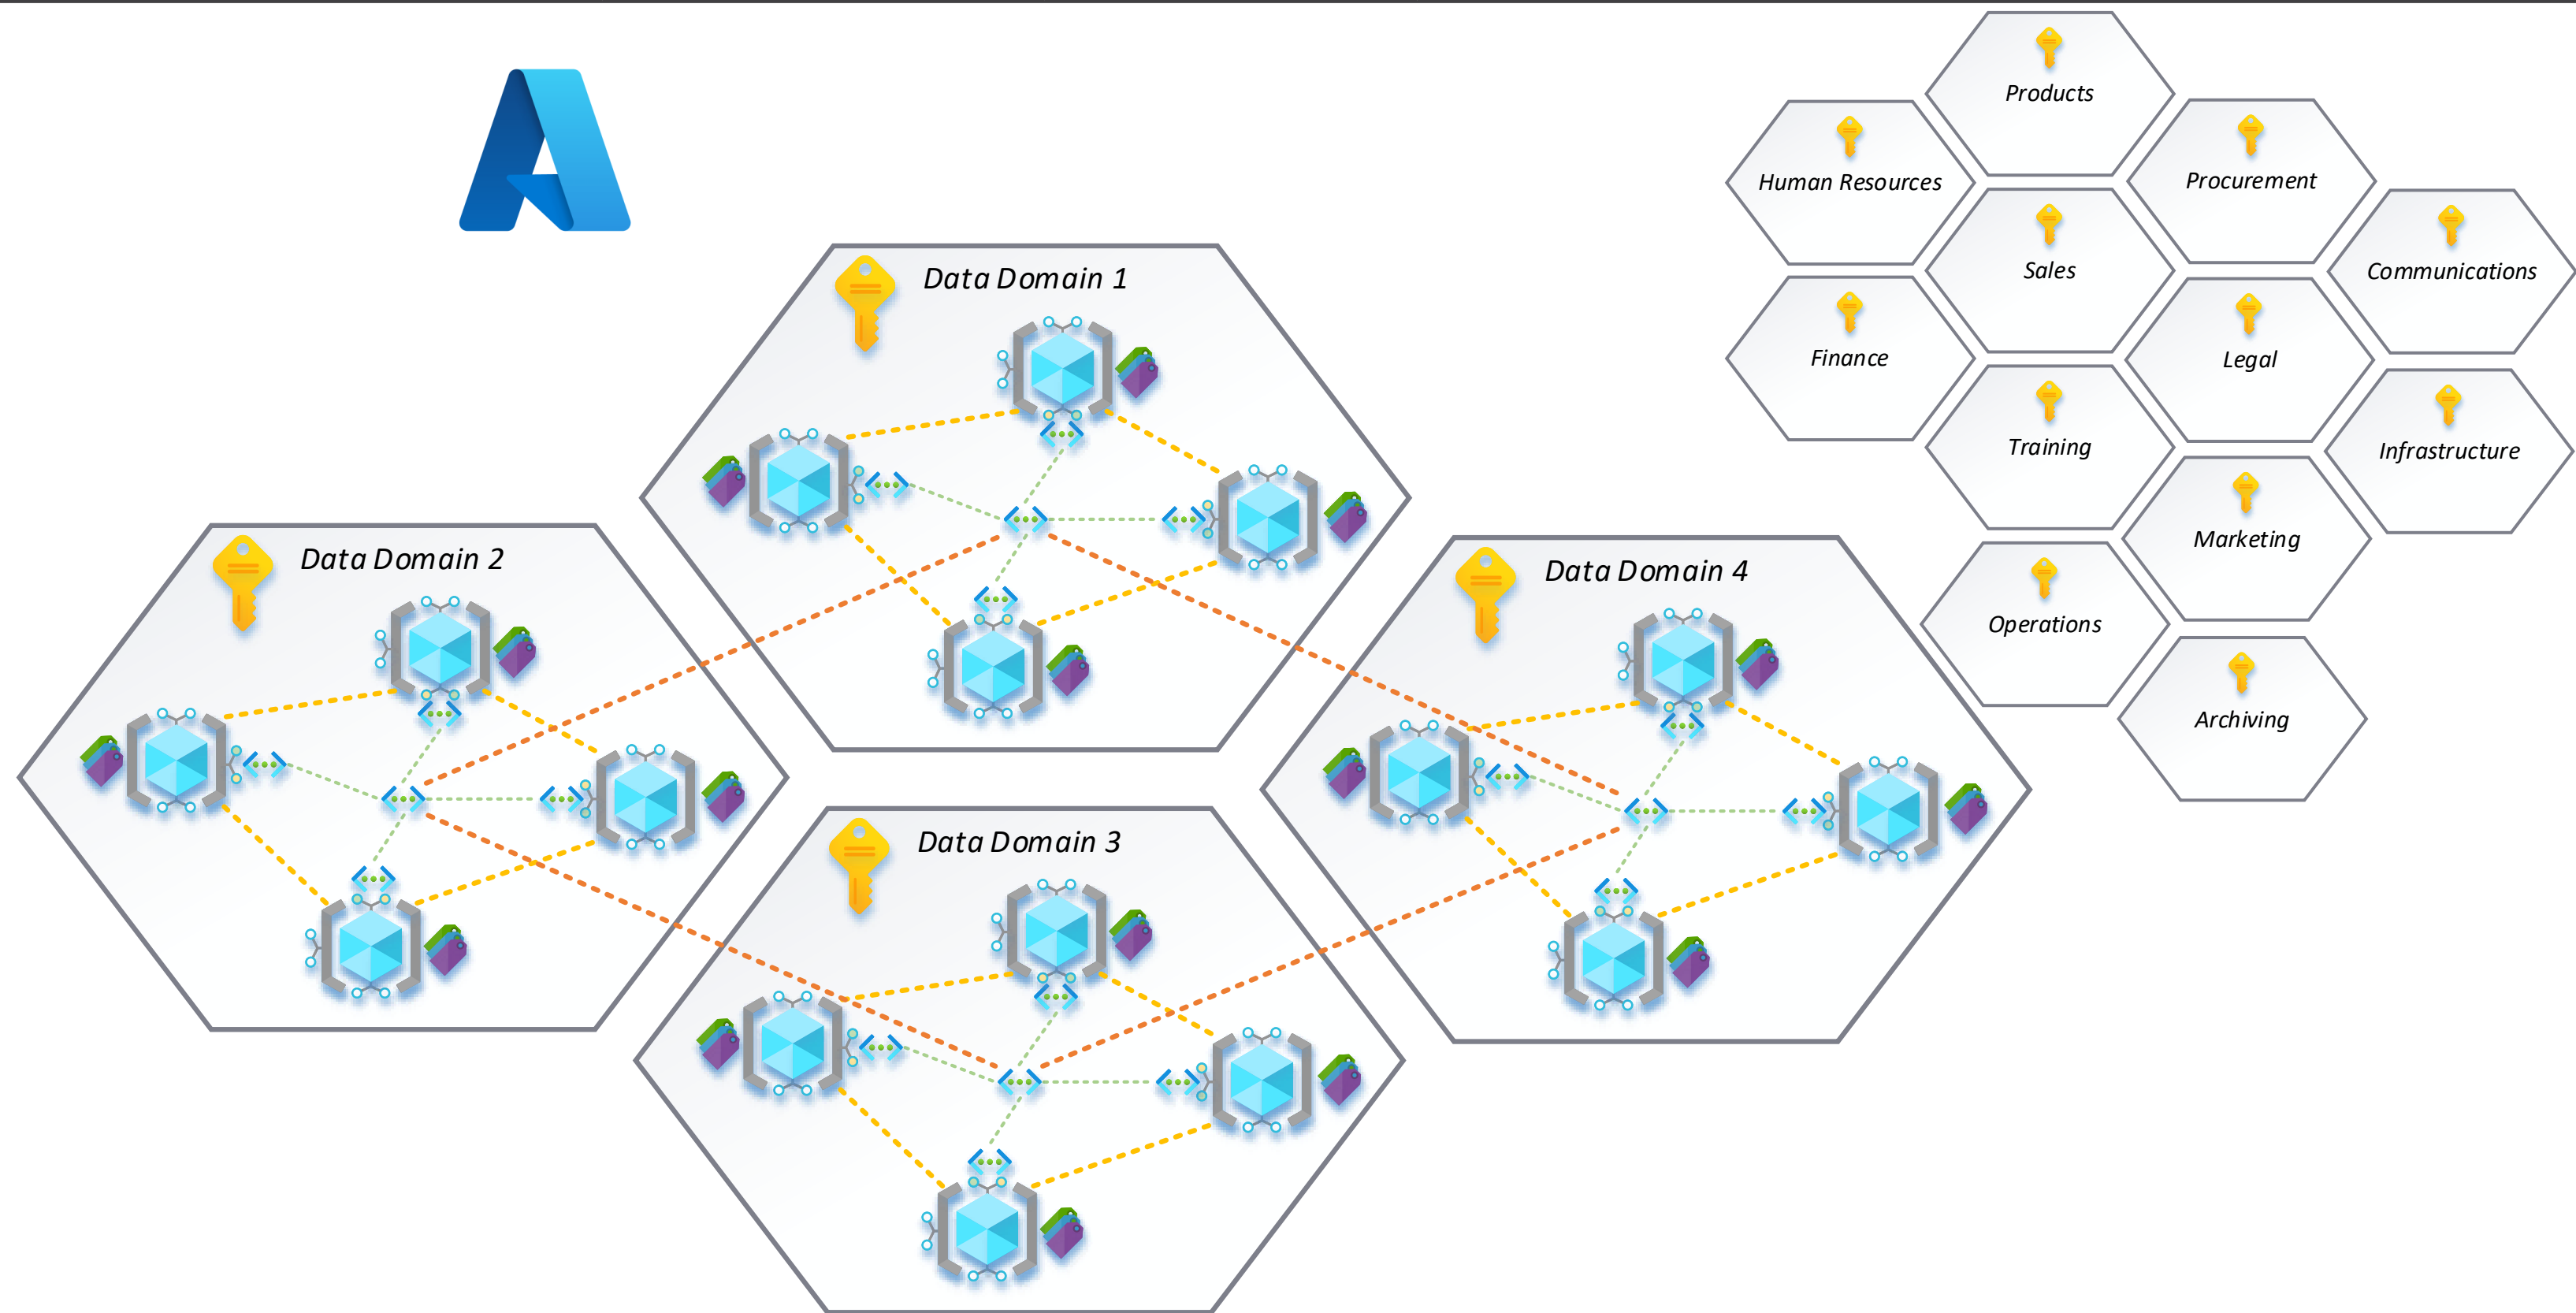 Products
Human Resources
Procurement
Sales
Communications
Finance
Legal
Training
Infrastructure
Marketing
Operations
Archiving
Data Domain 1
Data Domain 2
Data Domain 4
Data Domain 3